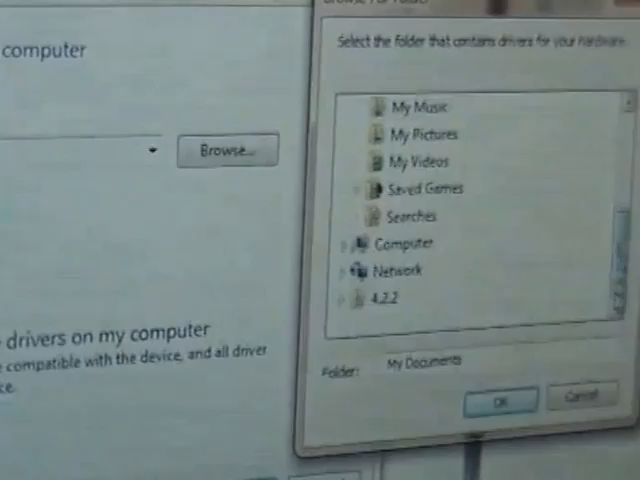 computer
Browse...
drivers on my computer
compatible with the device, and all driver
Select the folder that contains drivers for your hardware.
My Music
My Pictures
My Videos
Saved Games
Searches
Computer
Network
4.2.2
Folder: My Documents
OK Cancel